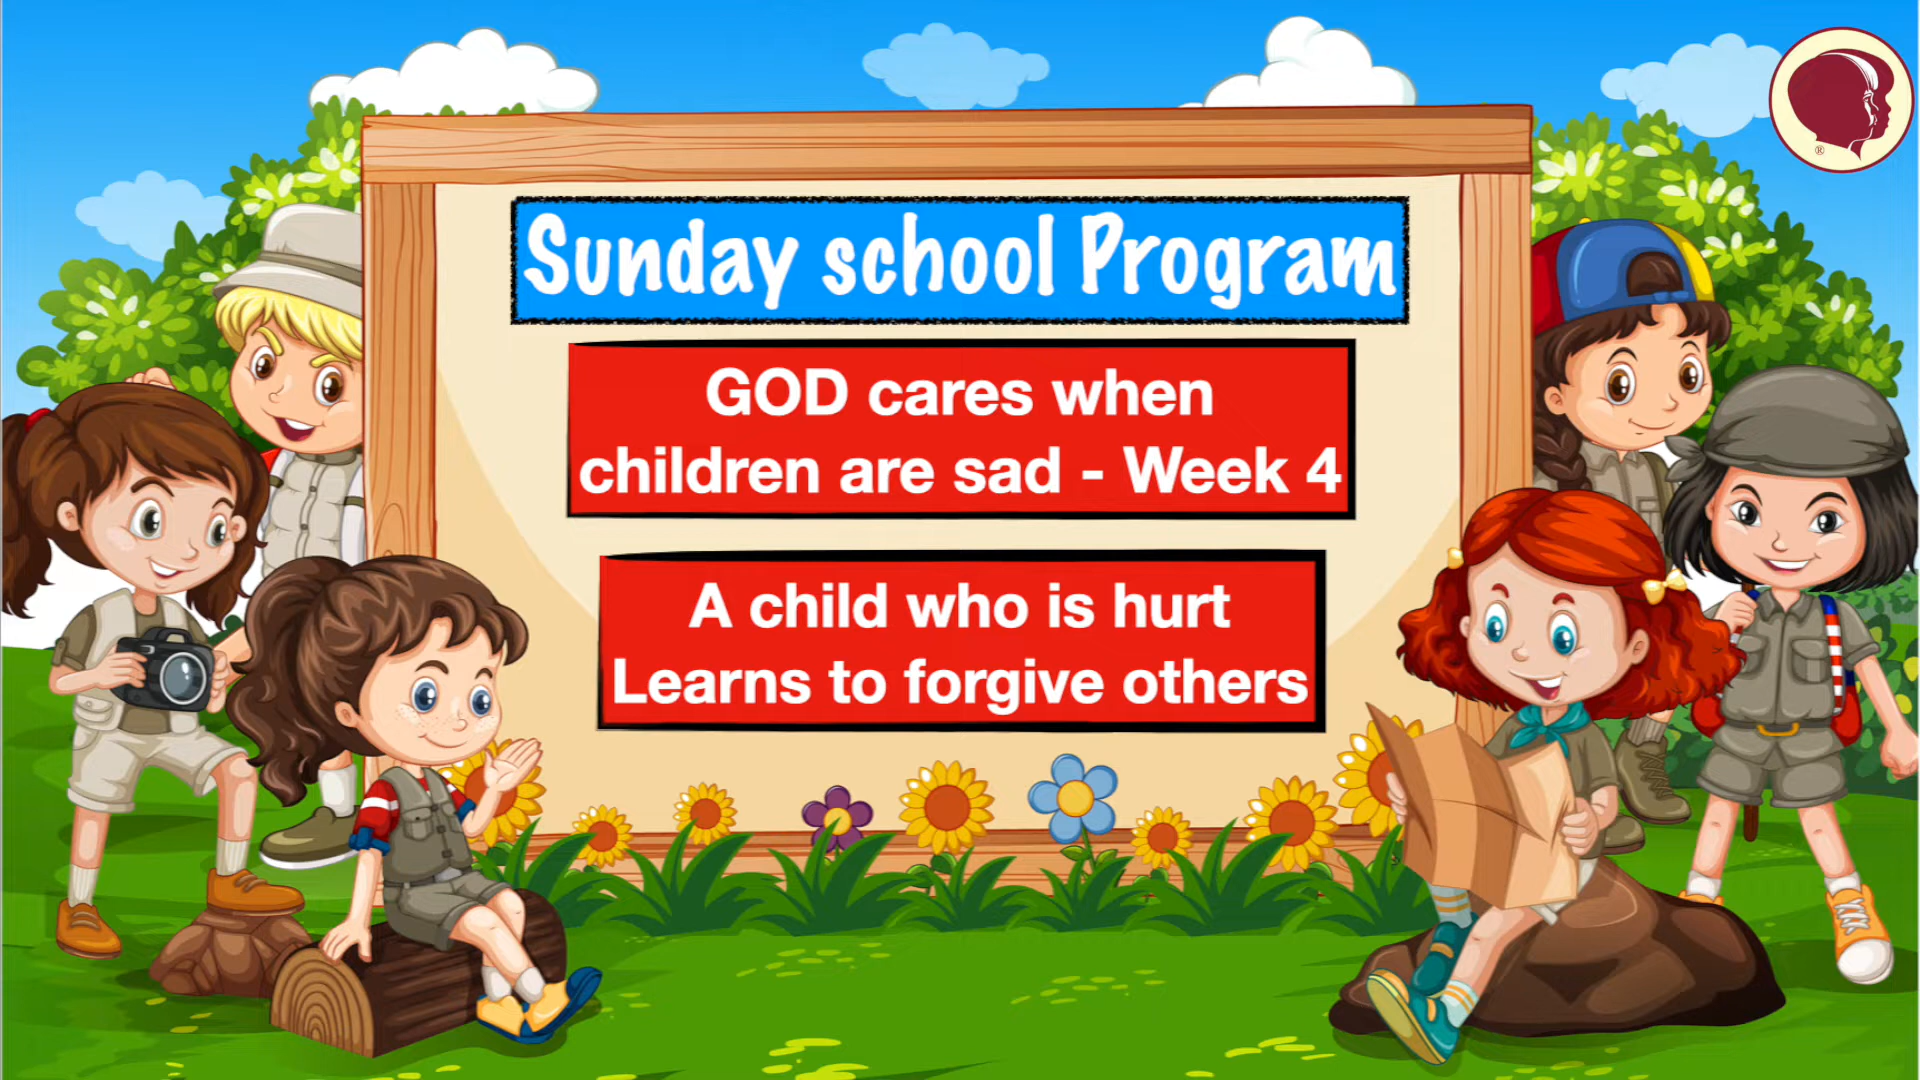 Sunday school Program
GOD cares when
children are sad - Week 4
A child who is hurt
Learns to forgive others
®